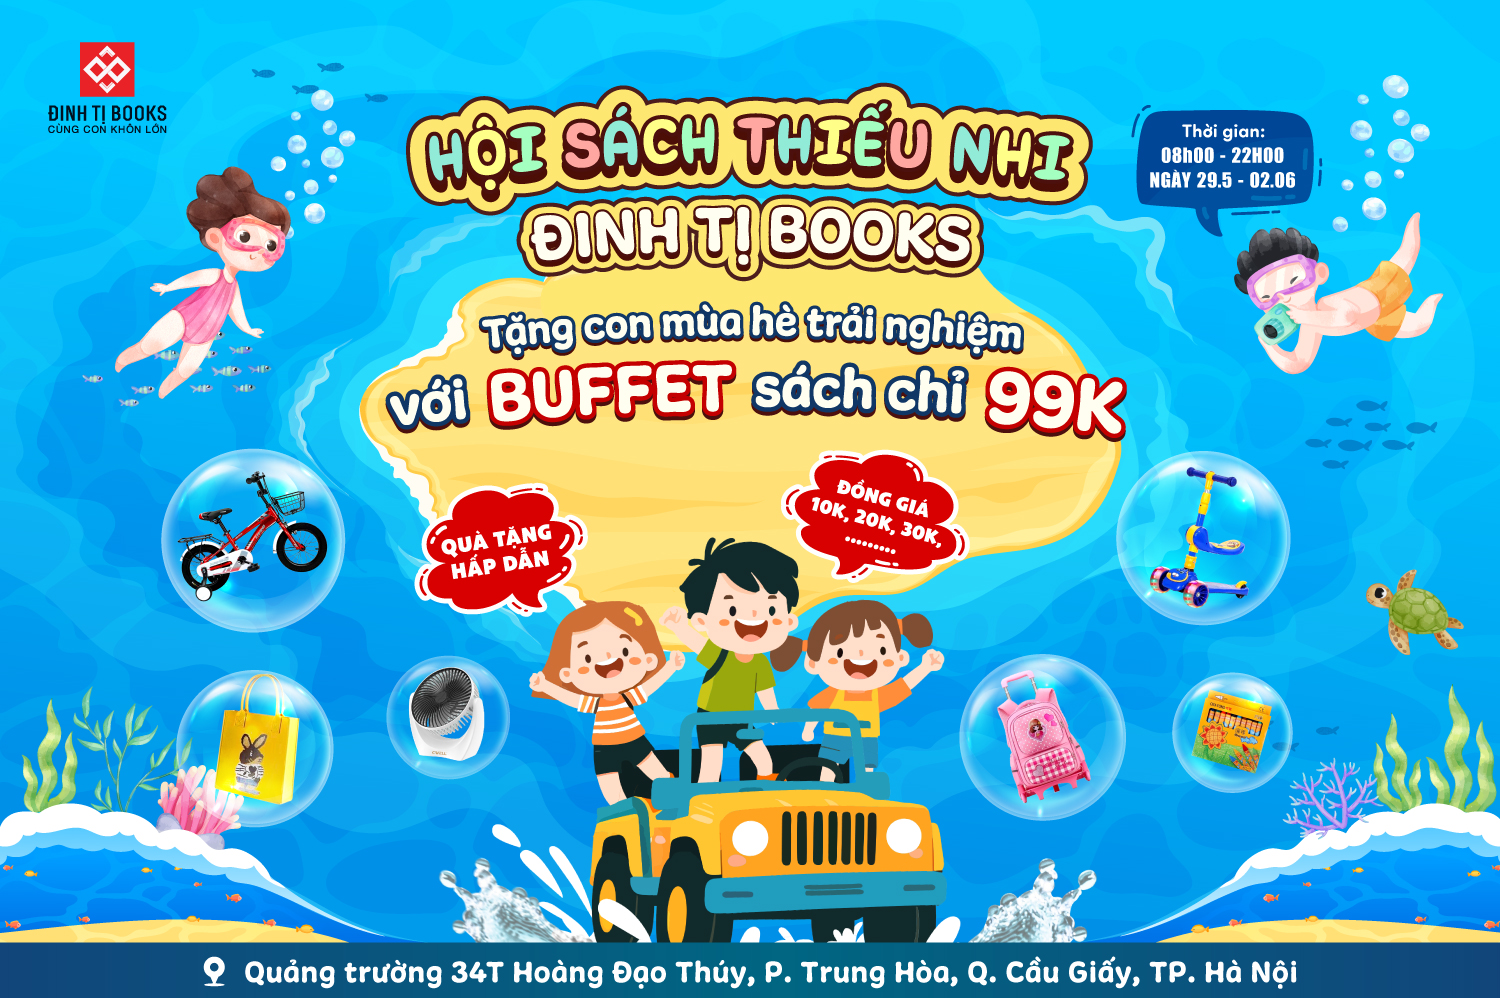 ĐINH TỊ BOOKS
CÙNG CON KHÔN LỚN
HỘI SÁCH THIẾU NHI
ĐINH TỊ BOOKS
Thời gian:
08h00 - 22H00
NGÀY 29.5 - 02.06
Tặng con mùa hè trải nghiệm
với BUFFET sách chỉ 99K
QUÀ TẶNG
HẤP DẪN
ĐỒNG GIÁ
10K, 20K, 30K,
.........
Quảng trường 34T Hoàng Đạo Thúy, P. Trung Hòa, Q. Cầu Giấy, TP. Hà Nội